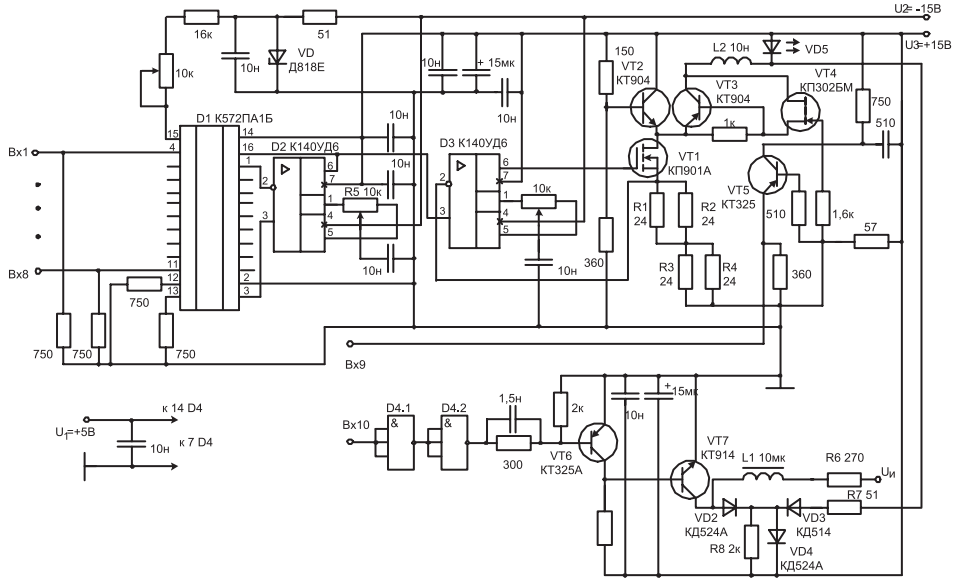 U2= -15В
16к
51
U3=+15В
10н
VD
Д818Е
10к
10н
+ 15мк
10н
150
VT2
КТ904
L2 10н
VD5
VT3
КТ904
VT4
КП302БМ
750
510
1к
D1 К572ПА1Б
15
4
14
16
1
11
12
13
2
3
Вх1
Вх8
10н
10н
10н
D2 К140УД6
2
3
6
7
1
4
5
R5 10к
D3 К140УД6
2
3
6
7
1
4
5
10к
10н
VT1
КП901А
R1
24
R2
24
R3
24
R4
24
360
VT5
КТ325
510
1,6к
57
360
750
750
750
750
Вх9
U1=+5В
10н
к 14 D4
к 7 D4
Вх10
D4.1
&
D4.2
&
1,5н
300
2к
VT6
КТ325А
10н
+
15мк
VT7
КТ914
L1 10мк
R6 270
Uи
R7 51
VD2
КД524А
VD3
КД514
R8 2к
VD4
КД524А